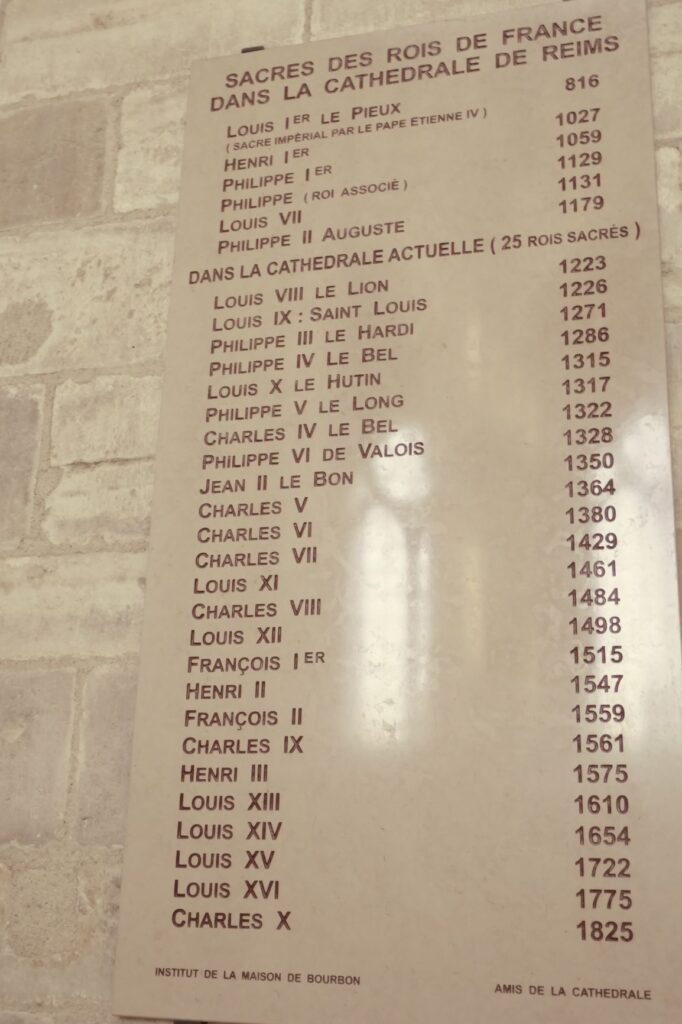 SACRES DES ROIS DE FRANCE
DANS LA CATHEDRALE DE REIMS
LOUIS IER LE PIEUX 816
( SACRE IMPÉRIAL PAR LE PAPE ETIENNE IV )
HENRI IER 1027
PHILIPPE IER 1059
PHILIPPE ( ROI ASSOCIÉ ) 1129
LOUIS VII 1131
PHILIPPE II AUGUSTE 1179
DANS LA CATHEDRALE ACTUELLE ( 25 ROIS SACRÉS )
LOUIS VIII LE LION 1223
LOUIS IX : SAINT LOUIS 1226
PHILIPPE III LE HARDI 1271
PHILIPPE IV LE BEL 1286
LOUIS X LE HUTIN 1315
PHILIPPE V LE LONG 1317
CHARLES IV LE BEL 1322
PHILIPPE VI DE VALOIS 1328
JEAN II LE BON 1350
CHARLES V 1364
CHARLES VI 1380
CHARLES VII 1429
LOUIS XI 1461
CHARLES VIII 1484
LOUIS XII 1498
FRANÇOIS IER 1515
HENRI II 1547
FRANÇOIS II 1559
CHARLES IX 1561
HENRI III 1575
LOUIS XIII 1610
LOUIS XIV 1654
LOUIS XV 1722
LOUIS XVI 1775
CHARLES X 1825
INSTITUT DE LA MAISON DE BOURBON
AMIS DE LA CATHEDRALE